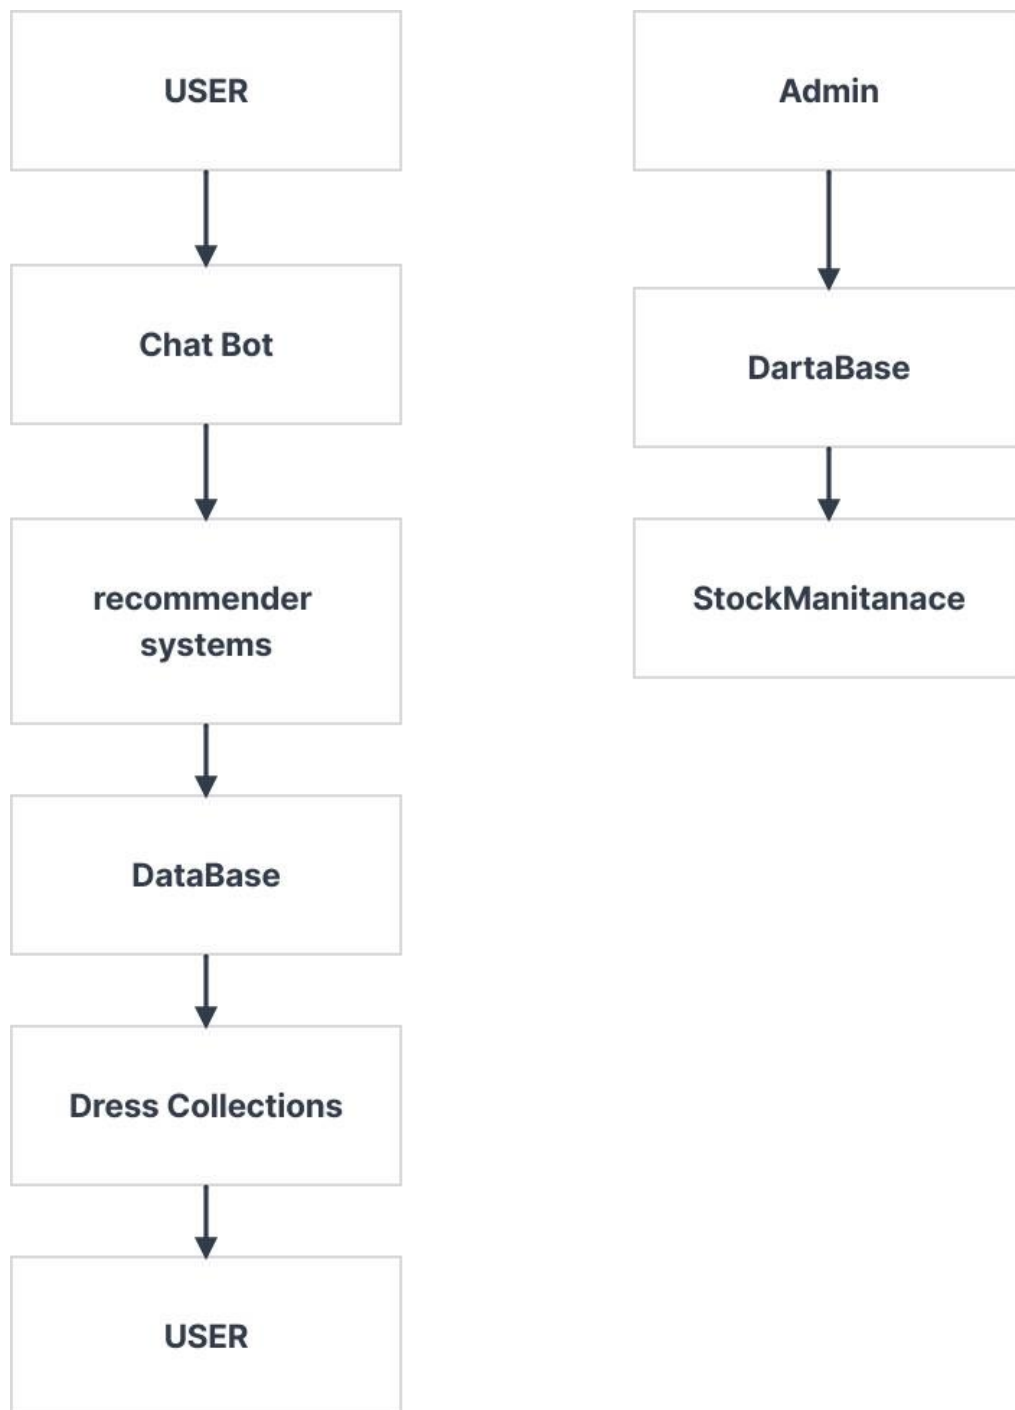 USER
Chat Bot
recommender
systems
DataBase
Dress Collections
USER
Admin
DartaBase
StockManitanace